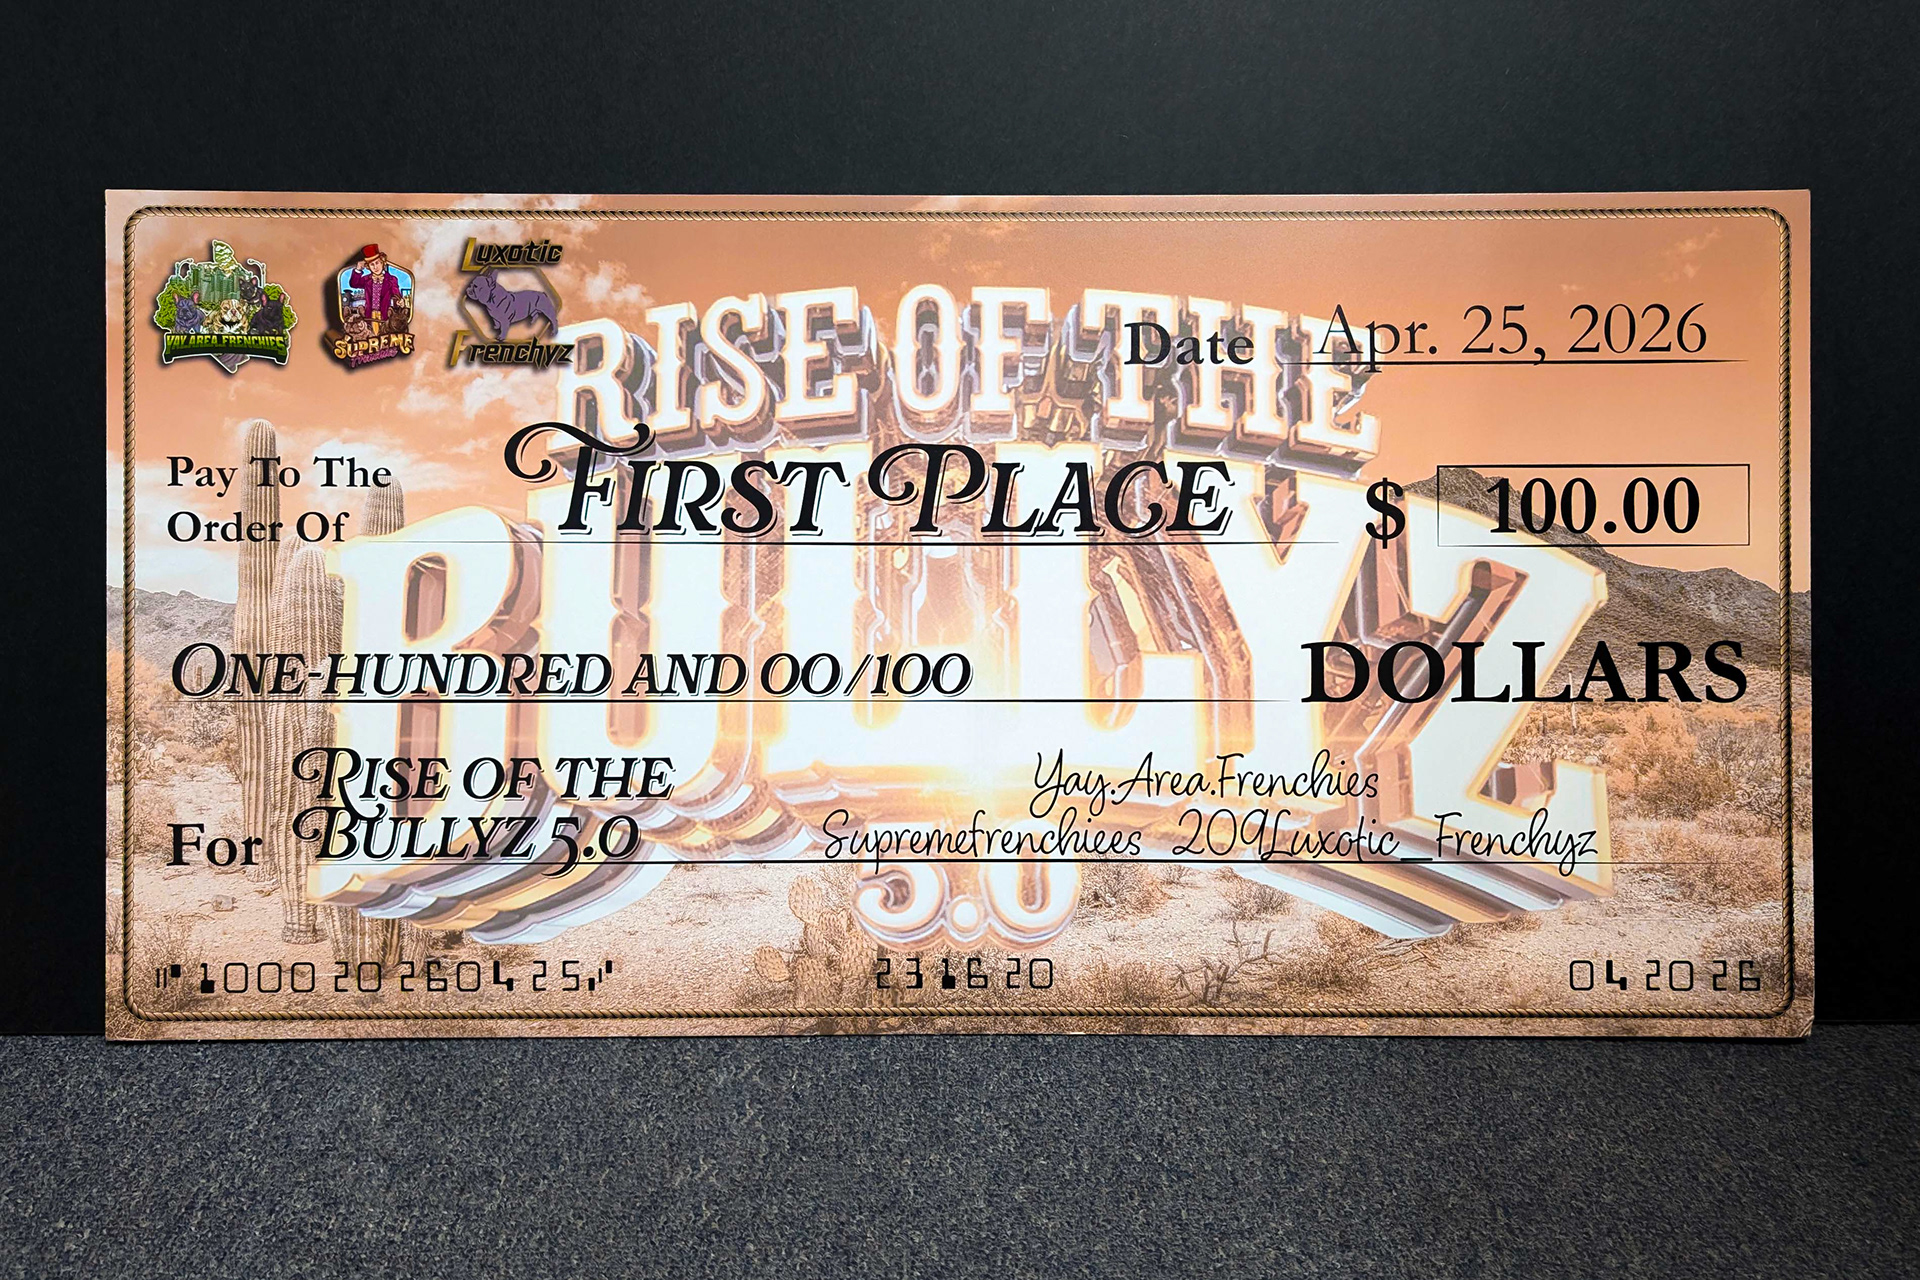 YAY AREA FRENCHIES
SUPREME
Luxotic
Frenchyz
RISE OF THE
BULLYZ
5.0
Date Apr. 25, 2026
Pay To The
Order Of
FIRST PLACE
$ 100.00
ONE-HUNDRED AND 00/100 DOLLARS
For RISE OF THE
BULLYZ 5.0
Yay.Area.Frenchies
Supremefrenchiees 209Luxotic_Frenchyz
⑈1000 20 260425⑈ 231620 042026